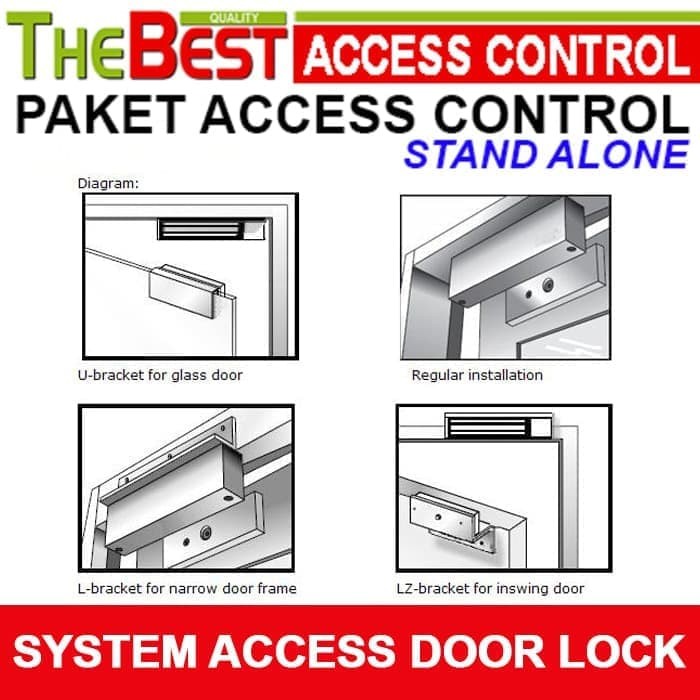 THEBEST QUALITY ACCESS CONTROL
PAKET ACCESS CONTROL
STAND ALONE
Diagram:
U-bracket for glass door
Regular installation
L-bracket for narrow door frame
LZ-bracket for inswing door
SYSTEM ACCESS DOOR LOCK